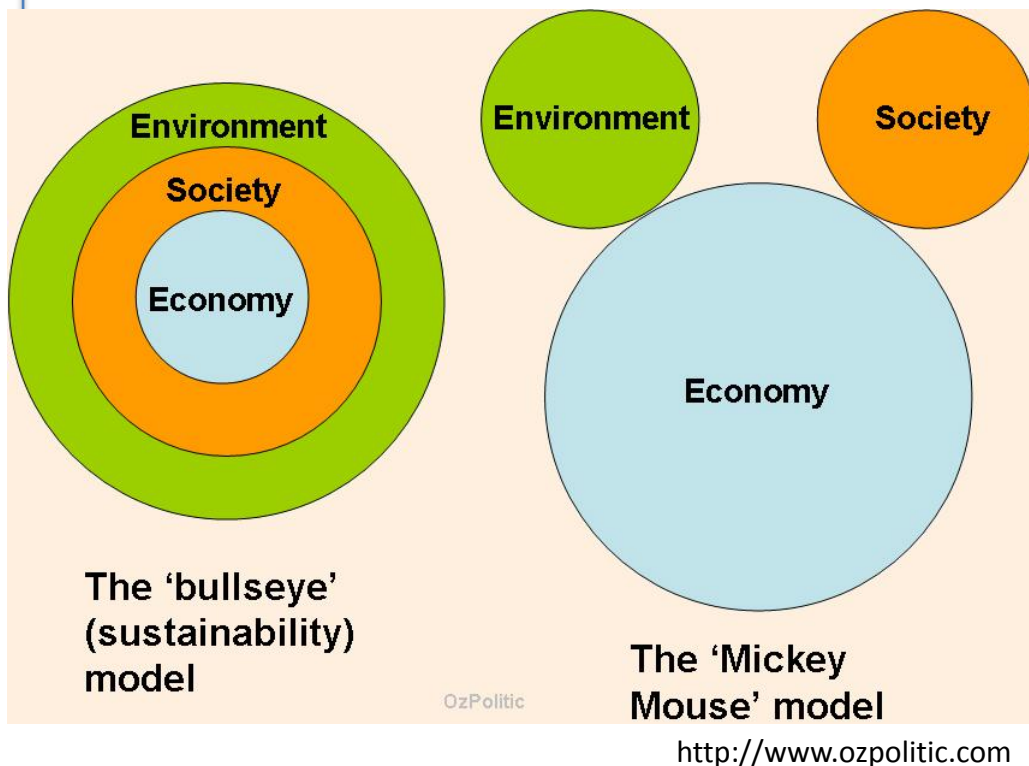 Environment
Society
Economy
The ‘bullseye’
(sustainability)
model
Environment
Society
Economy
The ‘Mickey
Mouse’ model
OzPolitic
http://www.ozpolitic.com